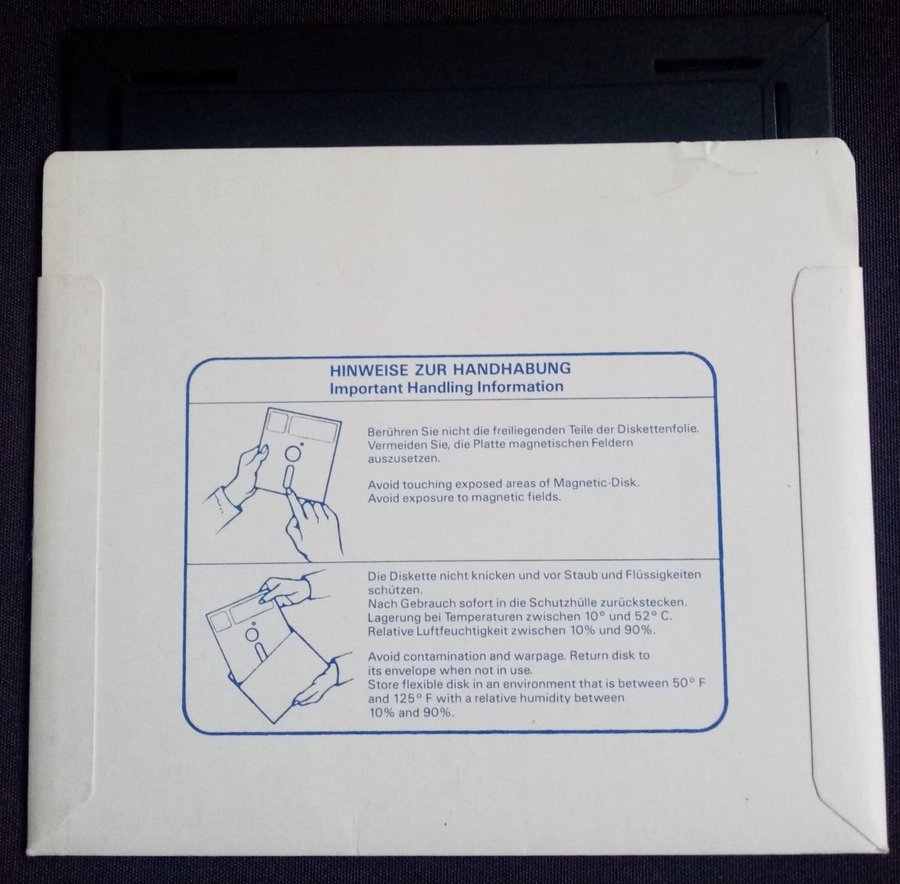 HINWEISE ZUR HANDHABUNG
Important Handling Information
Berühren Sie nicht die freiliegenden Teile der Diskettenfolie.
Vermeiden Sie, die Platte magnetischen Feldern
auszusetzen.
Avoid touching exposed areas of Magnetic-Disk.
Avoid exposure to magnetic fields.
Die Diskette nicht knicken und vor Staub und Flüssigkeiten
schützen.
Nach Gebrauch sofort in die Schutzhülle zurückstecken.
Lagerung bei Temperaturen zwischen 10° und 52° C.
Relative Luftfeuchtigkeit zwischen 10% und 90%.
Avoid contamination and warpage. Return disk to
its envelope when not in use.
Store flexible disk in an environment that is between 50° F
and 125° F with a relative humidity between
10% and 90%.